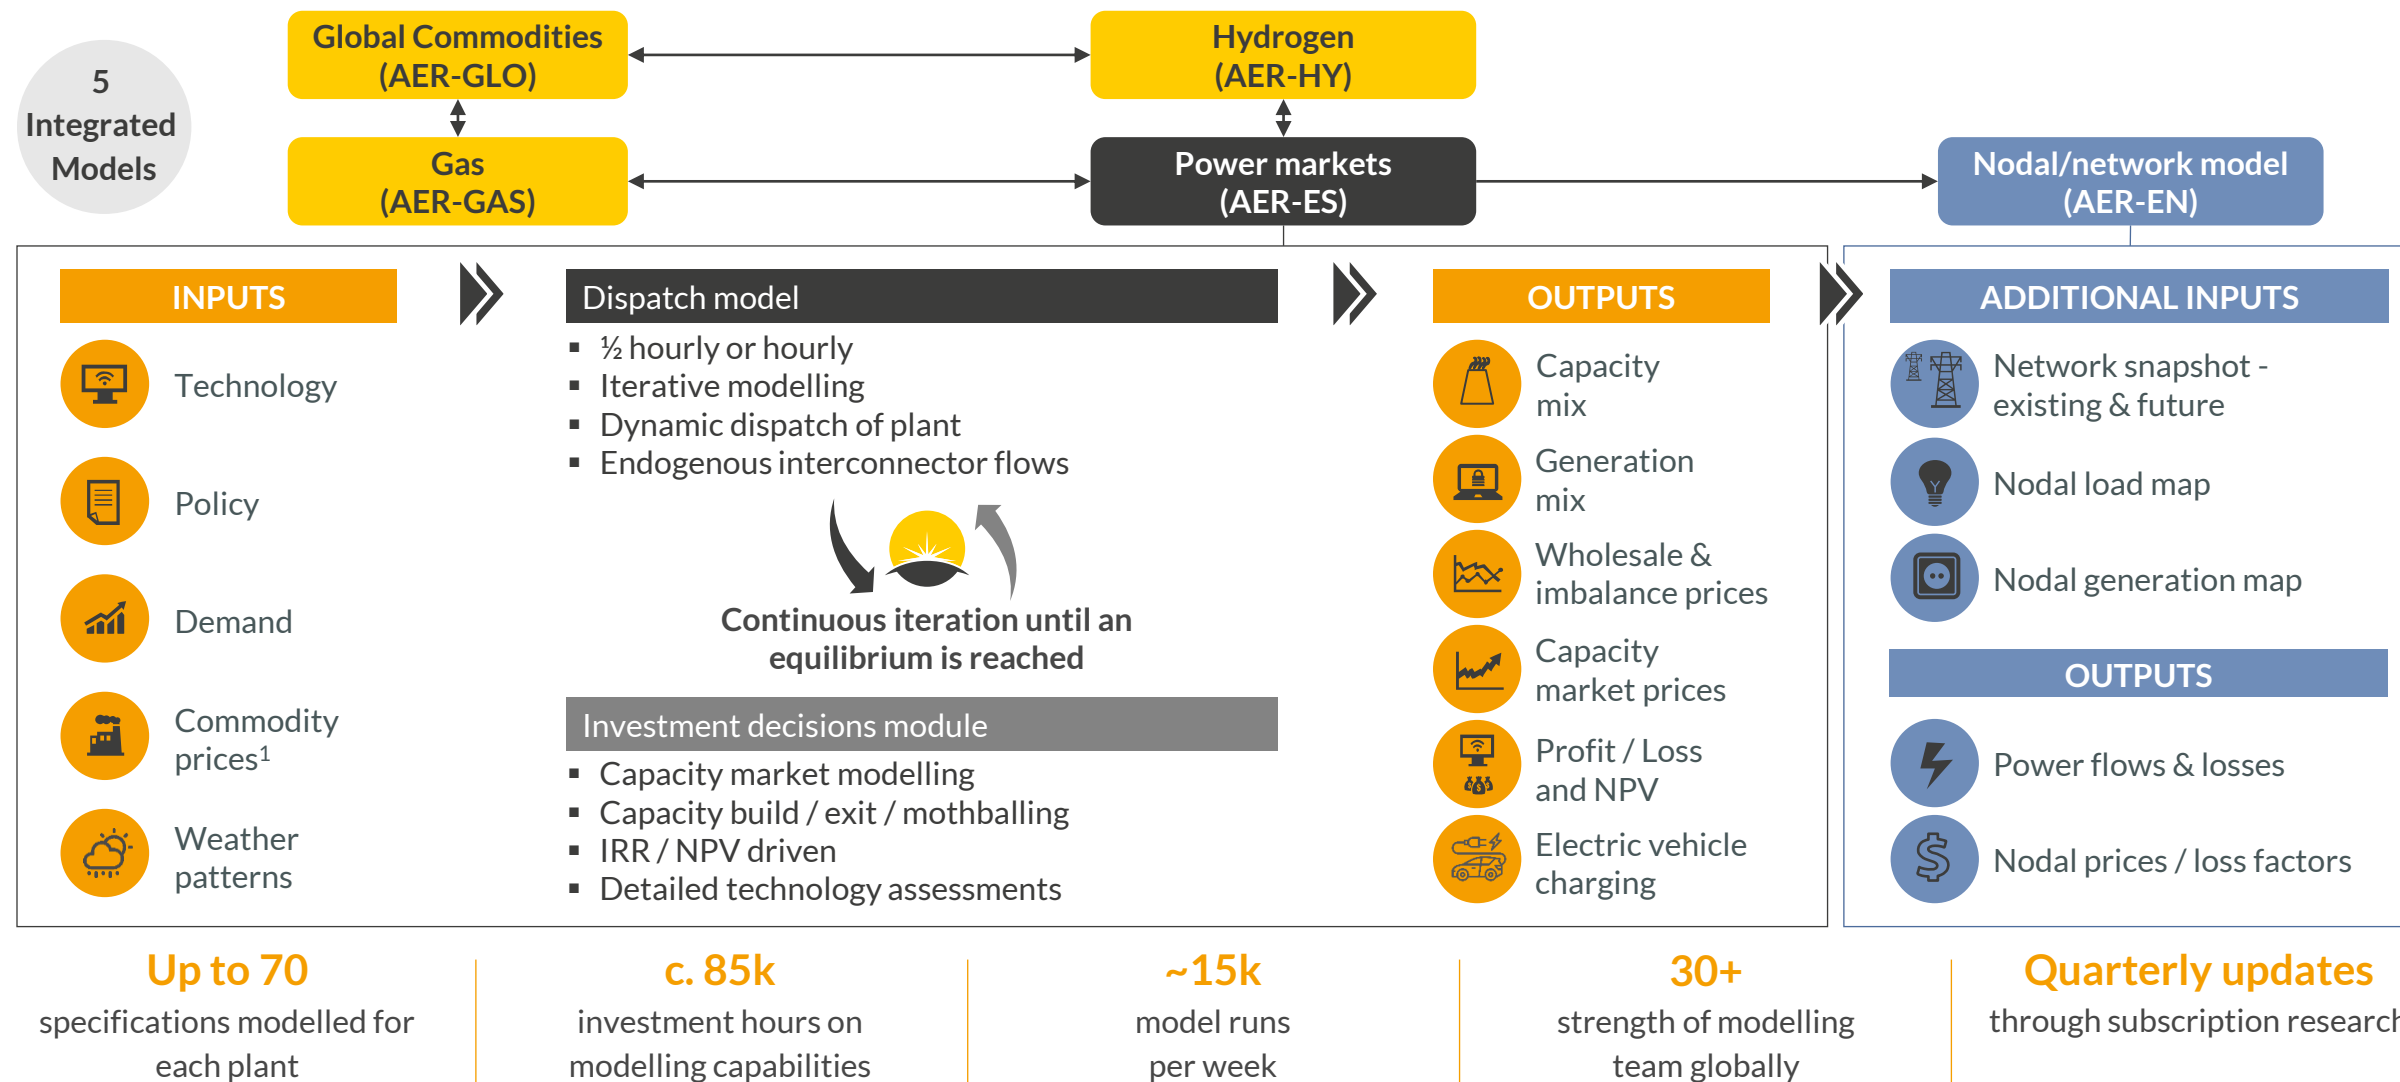 5
Integrated
Models
Global Commodities
(AER-GLO)
Hydrogen
(AER-HY)
Gas
(AER-GAS)
Power markets
(AER-ES)
Nodal/network model
(AER-EN)
INPUTS
Technology
Policy
Demand
Commodity
prices¹
Weather
patterns
Dispatch model
▪ ½ hourly or hourly
▪ Iterative modelling
▪ Dynamic dispatch of plant
▪ Endogenous interconnector flows
Continuous iteration until an
equilibrium is reached
Investment decisions module
▪ Capacity market modelling
▪ Capacity build / exit / mothballing
▪ IRR / NPV driven
▪ Detailed technology assessments
OUTPUTS
Capacity
mix
Generation
mix
Wholesale &
imbalance prices
Capacity
market prices
Profit / Loss
and NPV
Electric vehicle
charging
ADDITIONAL INPUTS
Network snapshot -
existing & future
Nodal load map
Nodal generation map
OUTPUTS
Power flows & losses
Nodal prices / loss factors
Up to 70
specifications modelled for
each plant
c. 85k
investment hours on
modelling capabilities
~15k
model runs
per week
30+
strength of modelling
team globally
Quarterly updates
through subscription research